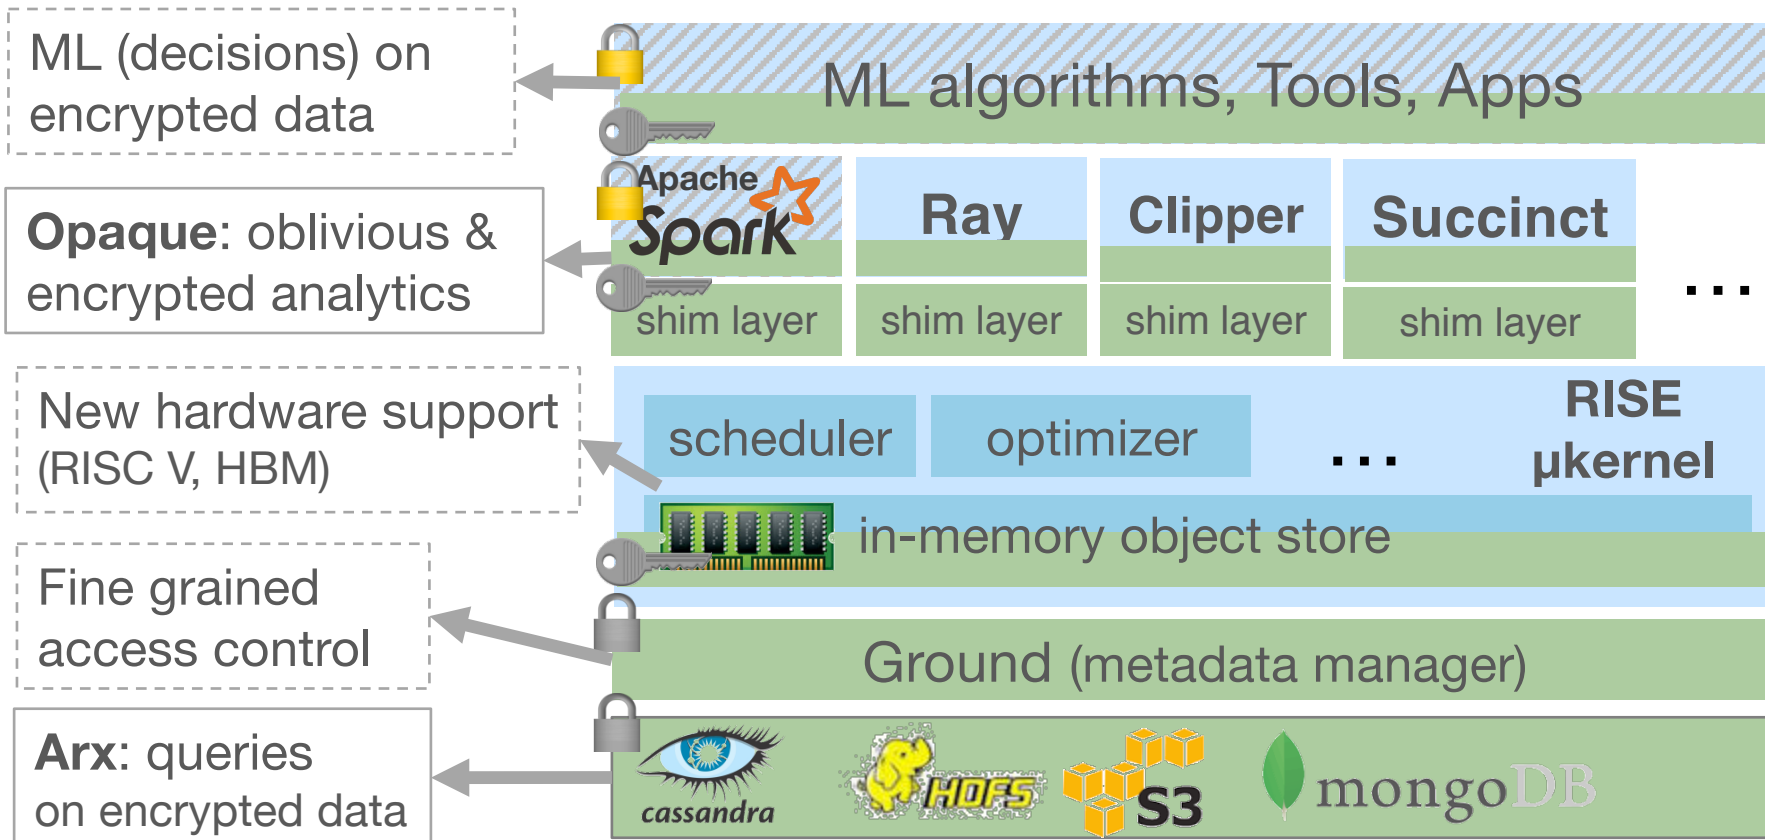 ML (decisions) on
encrypted data
ML algorithms, Tools, Apps
Opaque: oblivious &
encrypted analytics
Apache
Spark
Ray
Clipper
Succinct
...
shim layer
shim layer
shim layer
shim layer
New hardware support
(RISC V, HBM)
scheduler
optimizer
...
RISE
µkernel
in-memory object store
Fine grained
access control
Ground (metadata manager)
Arx: queries
on encrypted data
cassandra
HDFS
S3
mongoDB